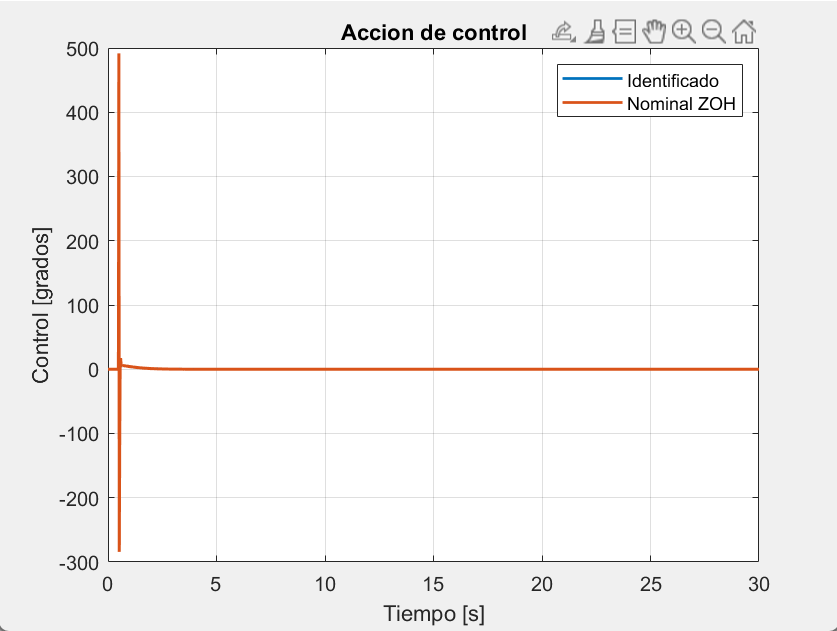 Accion de control
500
400
300
200
100
0
-100
-200
-300
Control [grados]
Identificado
Nominal ZOH
0 5 10 15 20 25 30
Tiempo [s]